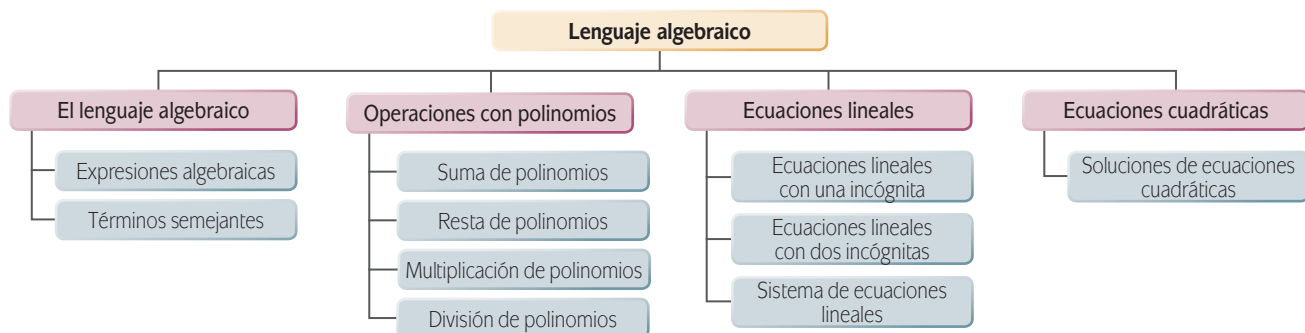 Lenguaje algebraico
El lenguaje algebraico
Expresiones algebraicas
Términos semejantes
Operaciones con polinomios
Suma de polinomios
Resta de polinomios
Multiplicación de polinomios
División de polinomios
Ecuaciones lineales
Ecuaciones lineales
con una incógnita
Ecuaciones lineales
con dos incógnitas
Sistema de ecuaciones
lineales
Ecuaciones cuadráticas
Soluciones de ecuaciones
cuadráticas